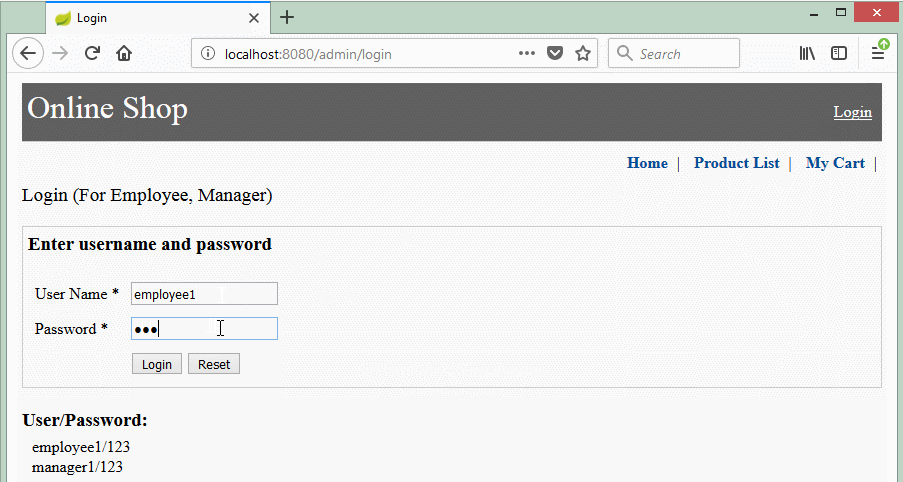 Login
localhost:8080/admin/login
Search
Online Shop
Login
Home | Product List | My Cart |
Login (For Employee, Manager)
Enter username and password
User Name * employee1
Password * •••
Login Reset
User/Password:
employee1/123
manager1/123